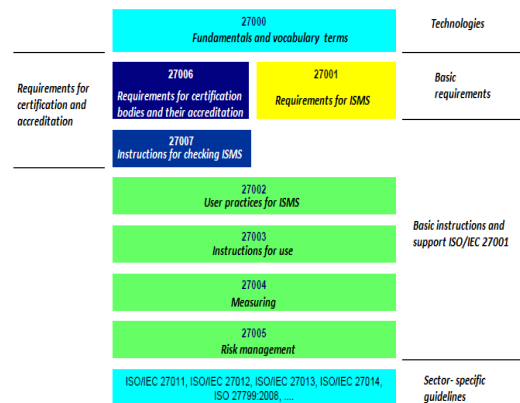 27000
Fundamentals and vocabulary terms
Technologies
Requirements for
certification and
accreditation
27006
Requirements for certification
bodies and their accreditation
27001
Requirements for ISMS
Basic
requirements
27007
Instructions for checking ISMS
27002
User practices for ISMS
27003
Instructions for use
27004
Measuring
27005
Risk management
Basic instructions and
support ISO/IEC 27001
ISO/IEC 27011, ISO/IEC 27012, ISO/IEC 27013, ISO/IEC 27014,
ISO 27799:2008, ....
Sector- specific
guidelines